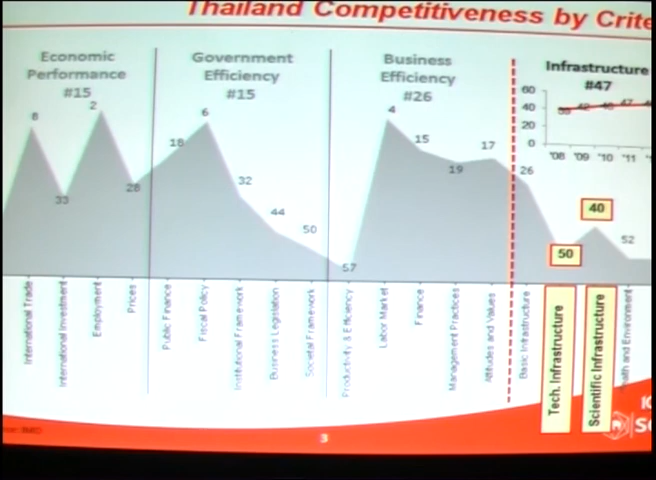 Thailand Competitiveness by Crite
Economic
Performance
#15
Government
Efficiency
#15
Business
Efficiency
#26
Infrastructure
#47
60
40
20
0
'08
'09
'10
'11
47
8
33
2
28
18
6
32
44
50
57
4
15
19
17
26
50
40
52
International Trade
International Investment
Employment
Prices
Public Finance
Fiscal Policy
Institutional Framework
Business Legislation
Societal Framework
Productivity & Efficiency
Labor Market
Finance
Management Practices
Attitudes and Values
Basic Infrastructure
Tech. Infrastructure
Scientific Infrastructure
alth and Environment
3